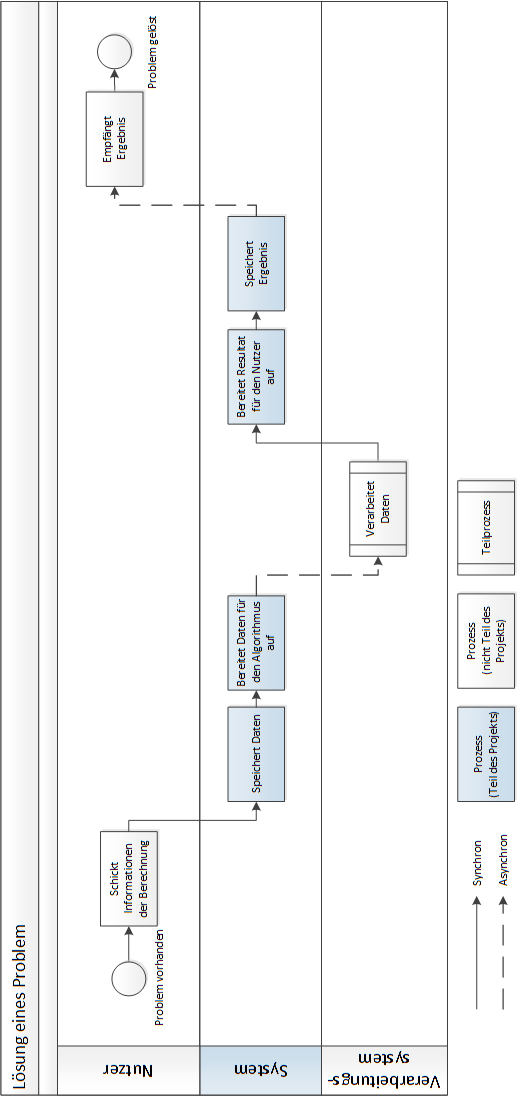 Lösung eines Problem
Nutzer
Problem vorhanden
Schickt
Informationen
der Berechnung
Empfängt
Ergebnis
Problem gelöst
System
Speichert Daten
Bereitet Daten für
den Algorithmus
auf
Bereitet Resultat
für den Nutzer
auf
Speichert
Ergebnis
Verarbeitungs-
system
Verarbeitet
Daten
Synchron
Asynchron
Prozess
(Teil des Projekts)
Prozess
(nicht Teil des
Projekts)
Teilprozess